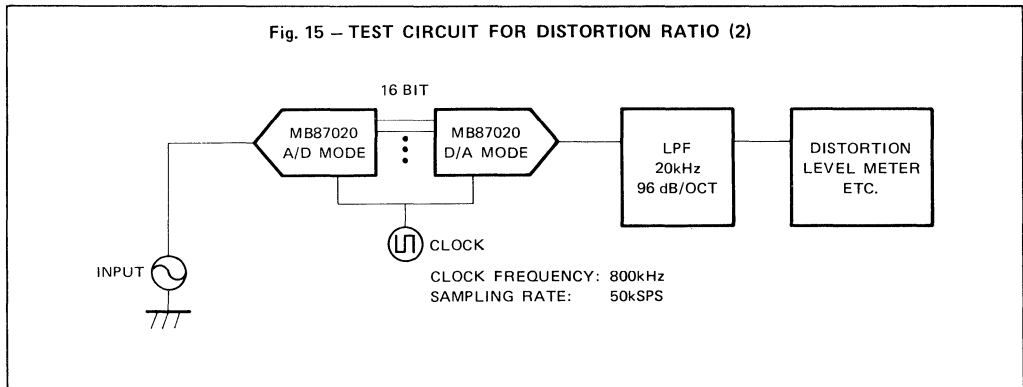 Fig. 15 – TEST CIRCUIT FOR DISTORTION RATIO (2)
16 BIT
MB87020
A/D MODE
MB87020
D/A MODE
LPF
20kHz
96 dB/OCT
DISTORTION
LEVEL METER
ETC.
CLOCK
INPUT
CLOCK FREQUENCY: 800kHz
SAMPLING RATE: 50kSPS